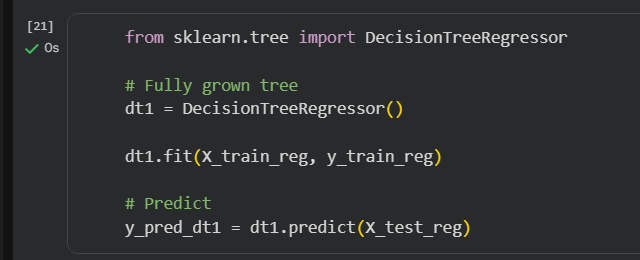 [21]
0s
from sklearn.tree import DecisionTreeRegressor
# Fully grown tree
dt1 = DecisionTreeRegressor()
dt1.fit(X_train_reg, y_train_reg)
# Predict
y_pred_dt1 = dt1.predict(X_test_reg)